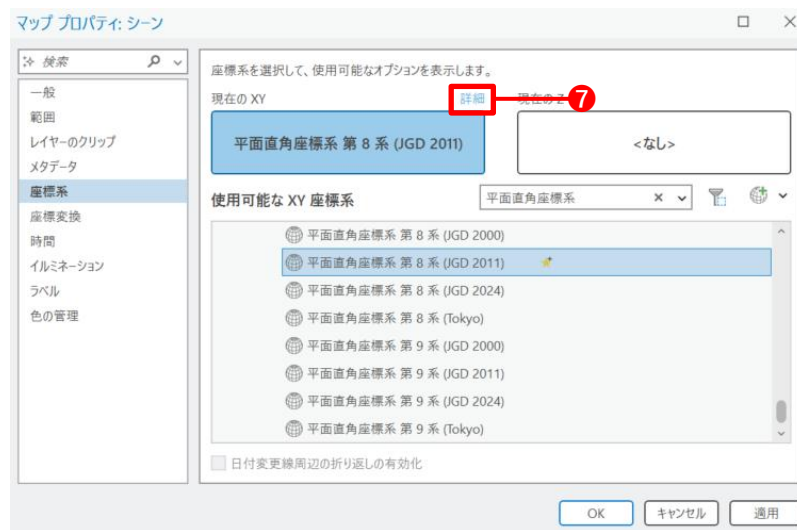 マップ プロパティ: シーン
検索
一般
範囲
レイヤーのクリップ
メタデータ
座標系
座標変換
時間
イルミネーション
ラベル
色の管理
座標系を選択して、使用可能なオプションを表示します。
現在の XY 詳細 現在の Z 7
平面直角座標系 第 8 系 (JGD 2011) <なし>
使用可能な XY 座標系 平面直角座標系
平面直角座標系 第 8 系 (JGD 2000)
平面直角座標系 第 8 系 (JGD 2011)
平面直角座標系 第 8 系 (JGD 2024)
平面直角座標系 第 8 系 (Tokyo)
平面直角座標系 第 9 系 (JGD 2000)
平面直角座標系 第 9 系 (JGD 2011)
平面直角座標系 第 9 系 (JGD 2024)
平面直角座標系 第 9 系 (Tokyo)
日付変更線周辺の折り返しの有効化
OK キャンセル 適用